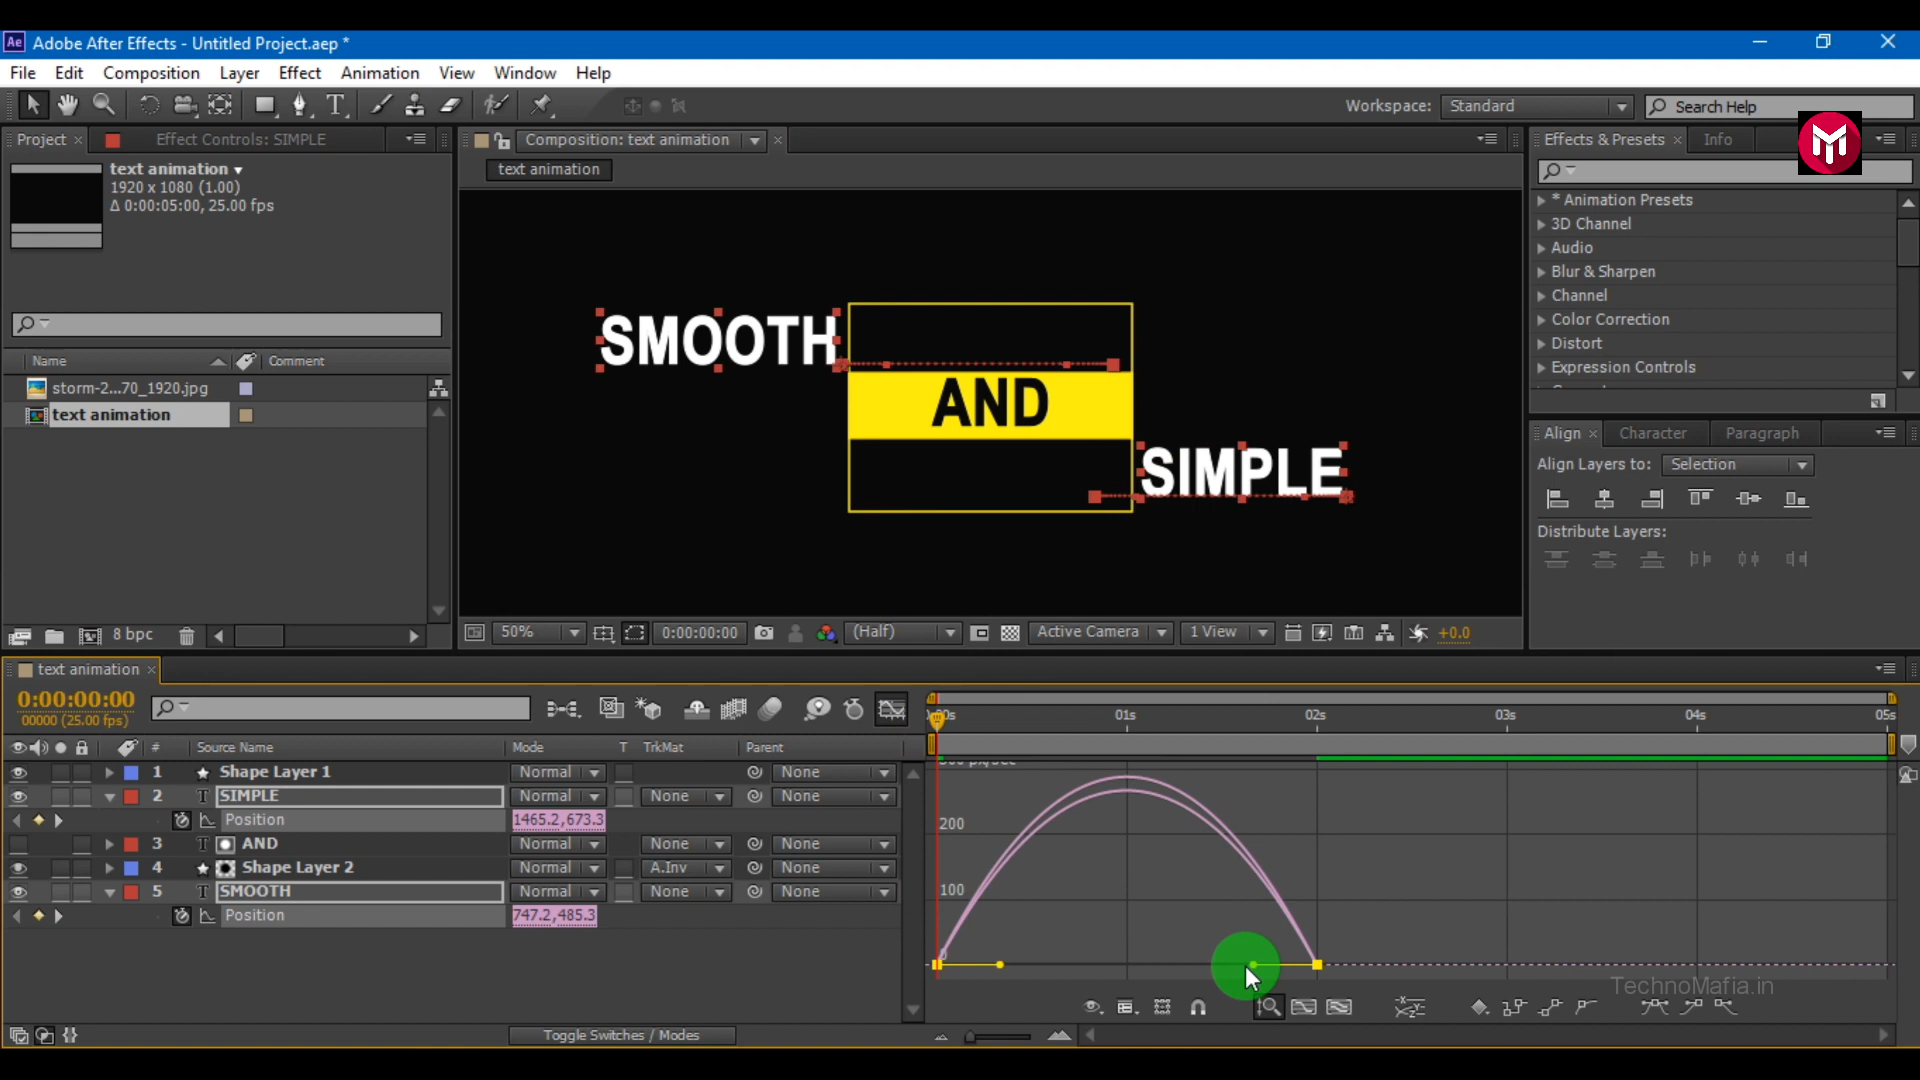 Ae Adobe After Effects - Untitled Project.aep *
File Edit Composition Layer Effect Animation View Window Help
Workspace: Standard Search Help
Project × Effect Controls: SIMPLE
Composition: text animation ×
Effects & Presets × Info
text animation
1920 x 1080 (1.00)
Δ 0:00:05:00, 25.00 fps
text animation
* Animation Presets
3D Channel
Audio
Blur & Sharpen
Channel
Color Correction
Distort
Expression Controls
SMOOTH
AND
SIMPLE
Name Comment
storm-2...70_1920.jpg
text animation
Align × Character Paragraph
Align Layers to: Selection
Distribute Layers:
8 bpc
50% 0:00:00:00 (Half) Active Camera 1 View +0.0
text animation ×
0:00:00:00
00000 (25.00 fps)
01s 02s 03s 04s 05s
# Source Name Mode T TrkMat Parent
1 Shape Layer 1 Normal None
2 T SIMPLE Normal None None
Position 1465.2,673.3
3 T AND Normal None None
4 Shape Layer 2 Normal A.Inv None
5 T SMOOTH Normal None None
Position 747.2,485.3
200
100
0
TechnoMafia.in
Toggle Switches / Modes